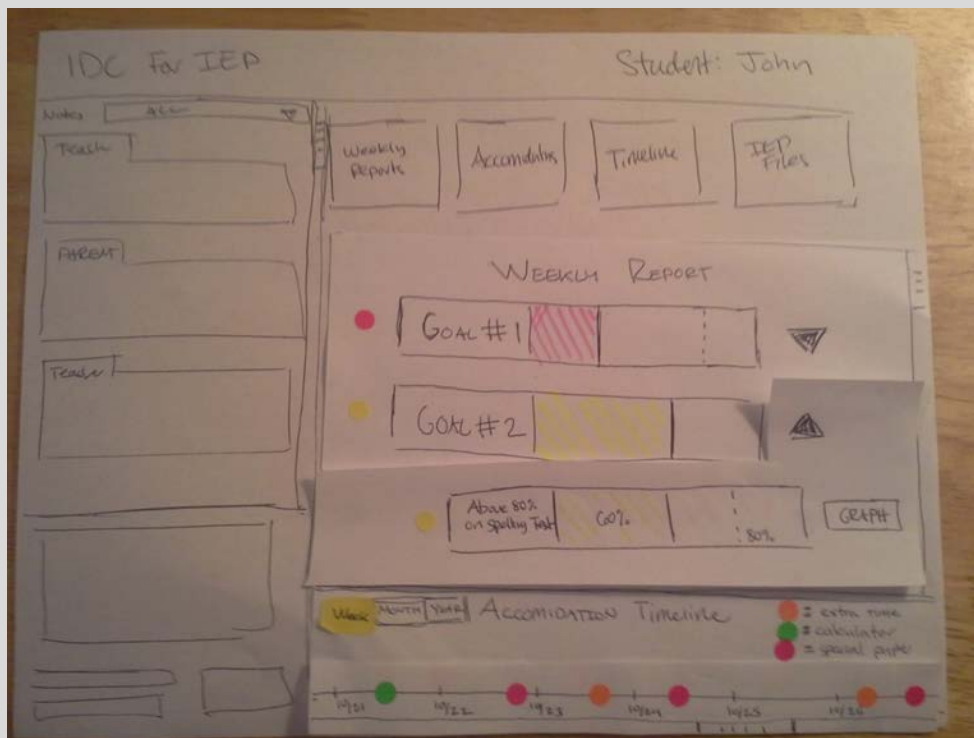 IDC For IEP
Student: John
Notes ALL
Teach
PARENT
Teacher
Weekly
Reports
Accomidatns
Timeline
IEP
Files
WEEKLY REPORT
GOAL #1
GOAL #2
Above 80%
on Spelling Test
60%
80%
GRAPH
Week MONTH YEAR
ACCOMIDATION Timeline
= extra time
= calculator
= special paper
10/21
10/22
10/23
10/24
10/25
10/26